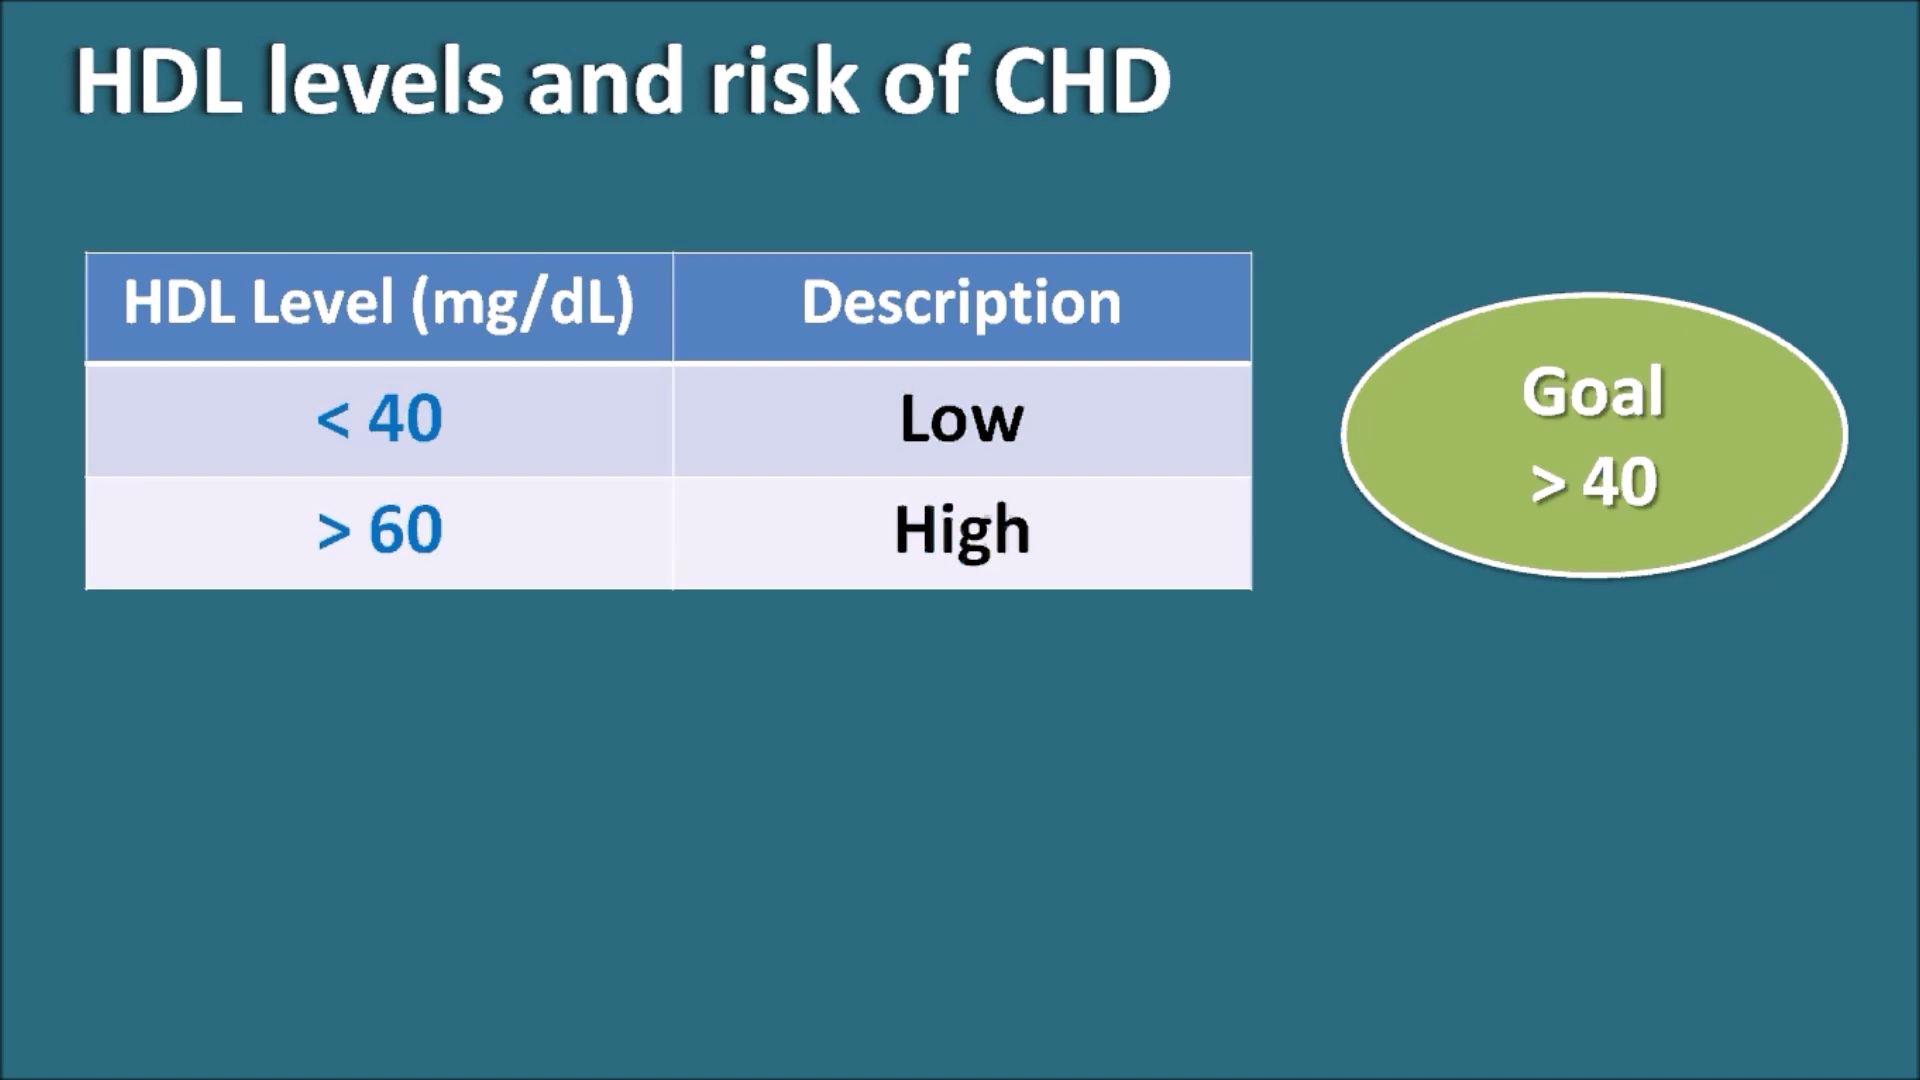 HDL levels and risk of CHD
HDL Level (mg/dL) Description
< 40 Low
> 60 High
Goal
> 40